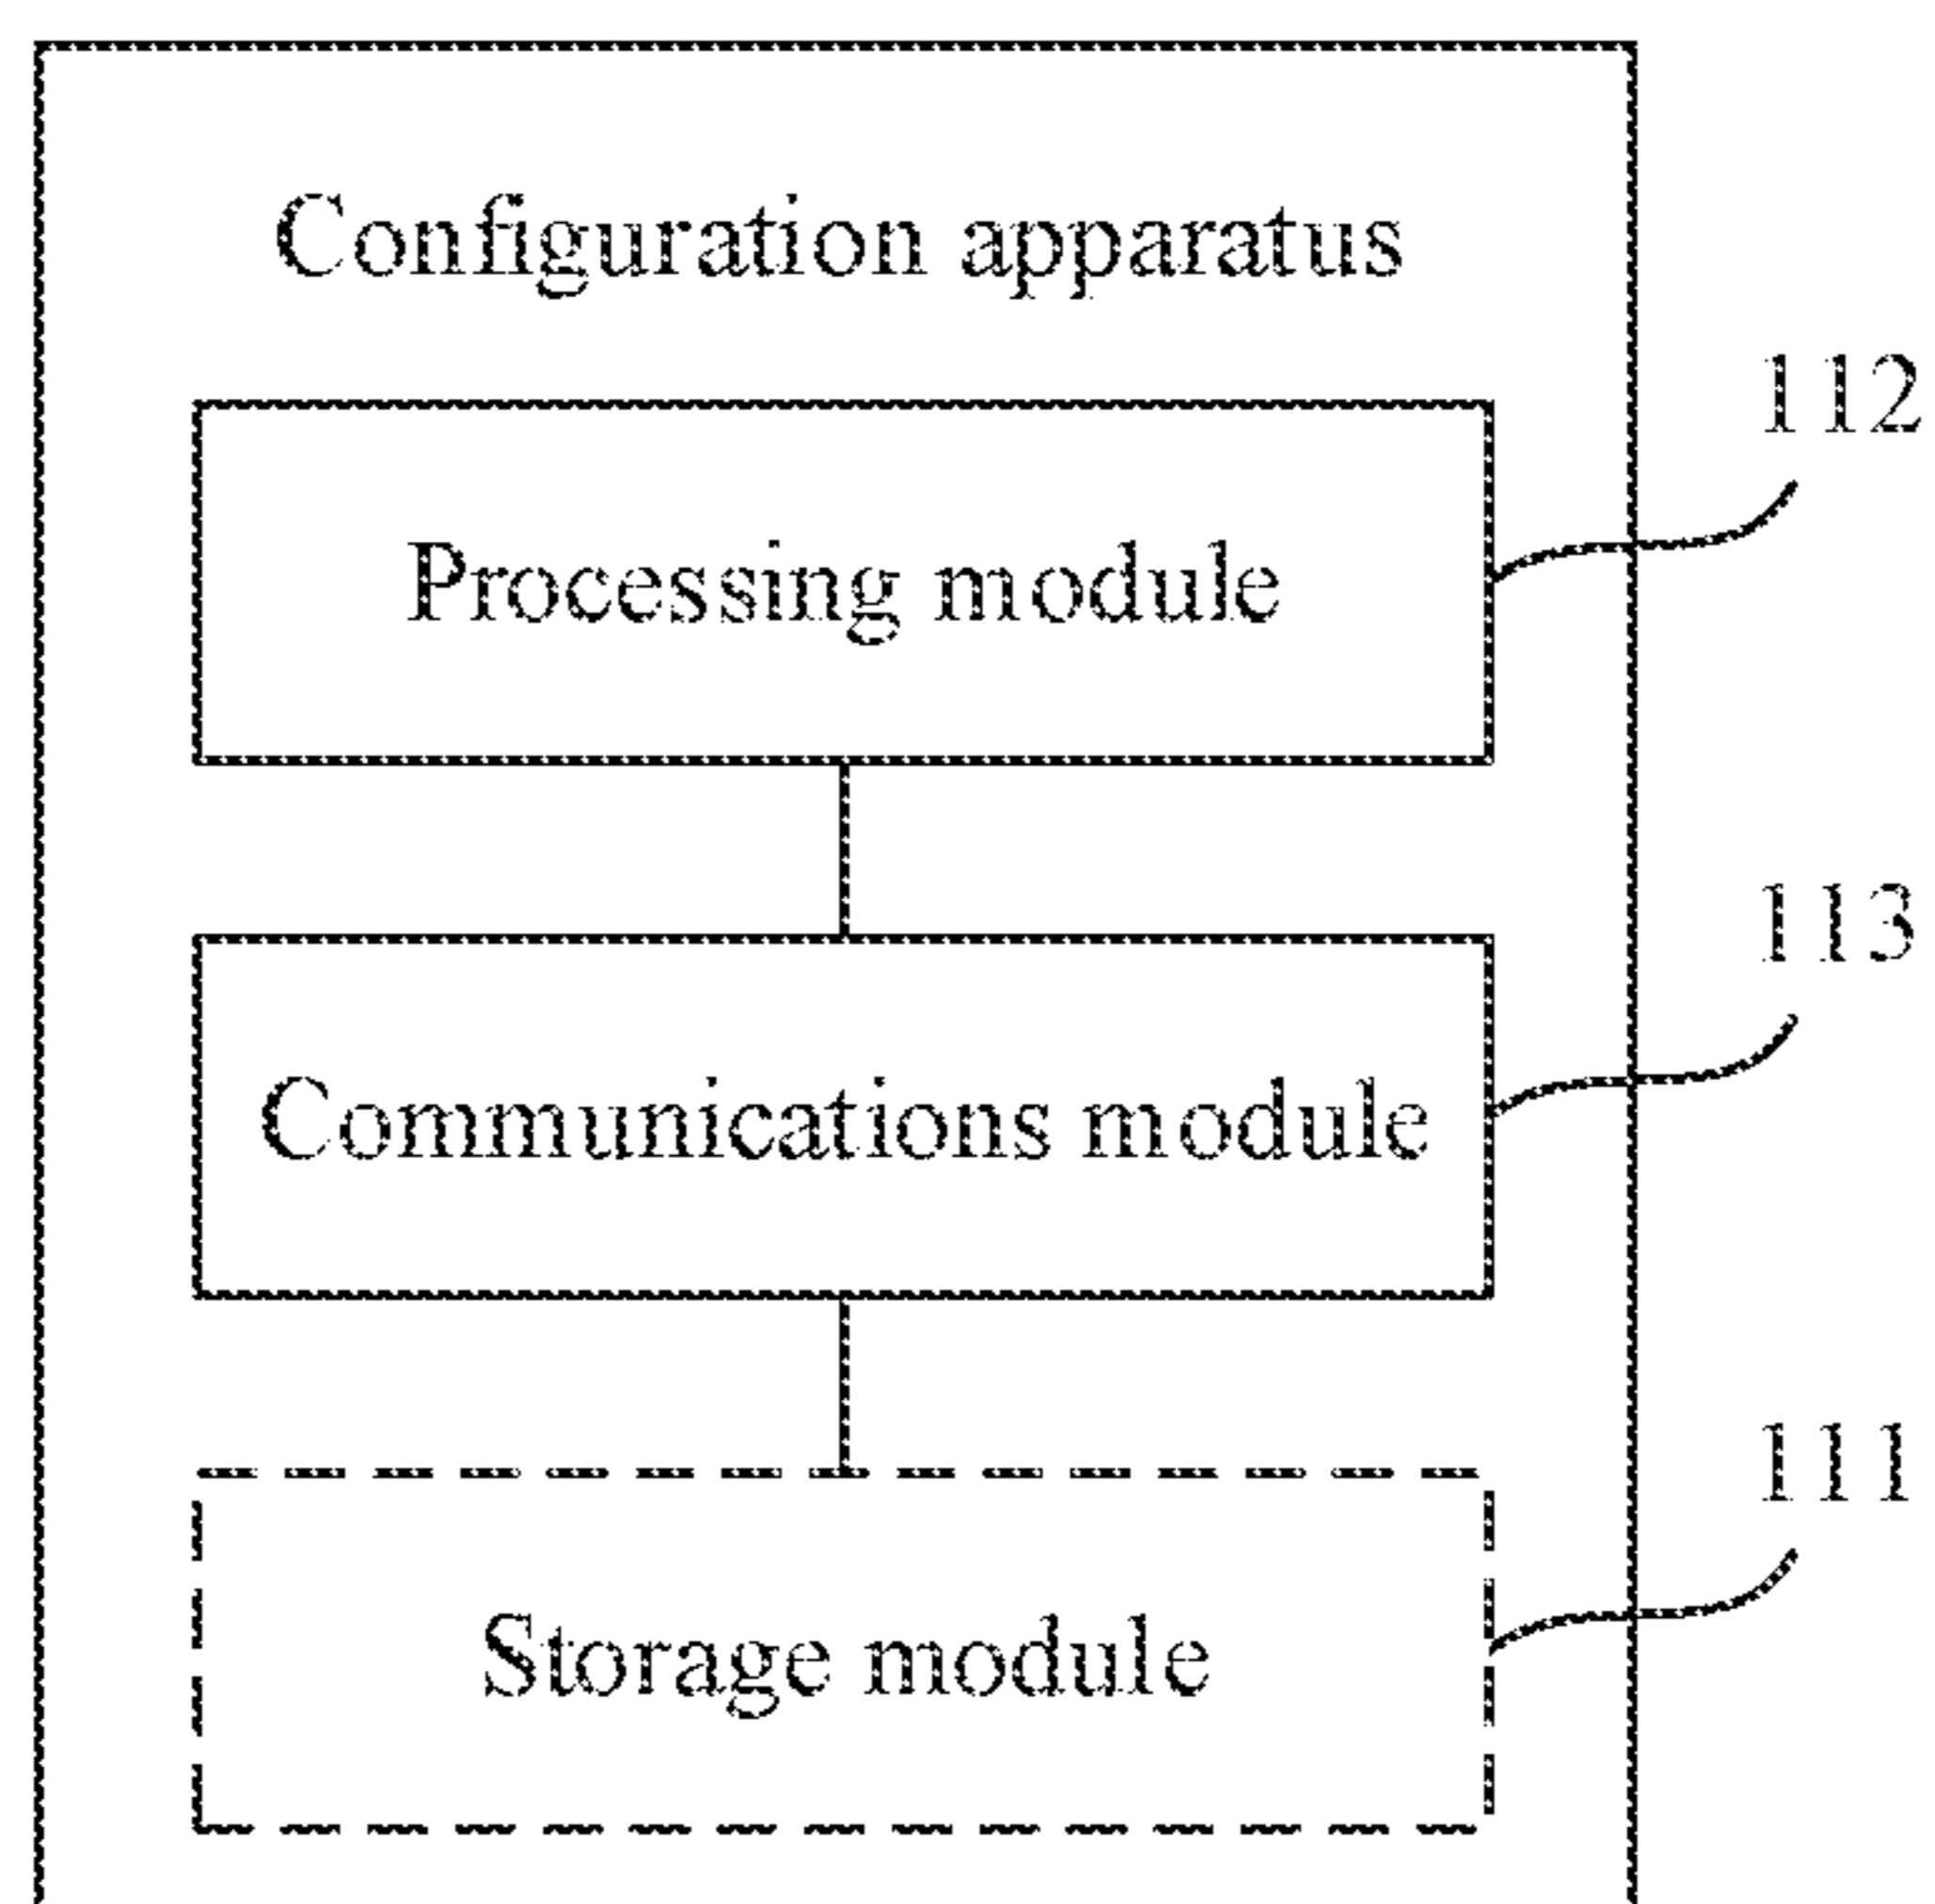 Configuration apparatus
112
Processing module
113
Communications module
111
Storage module